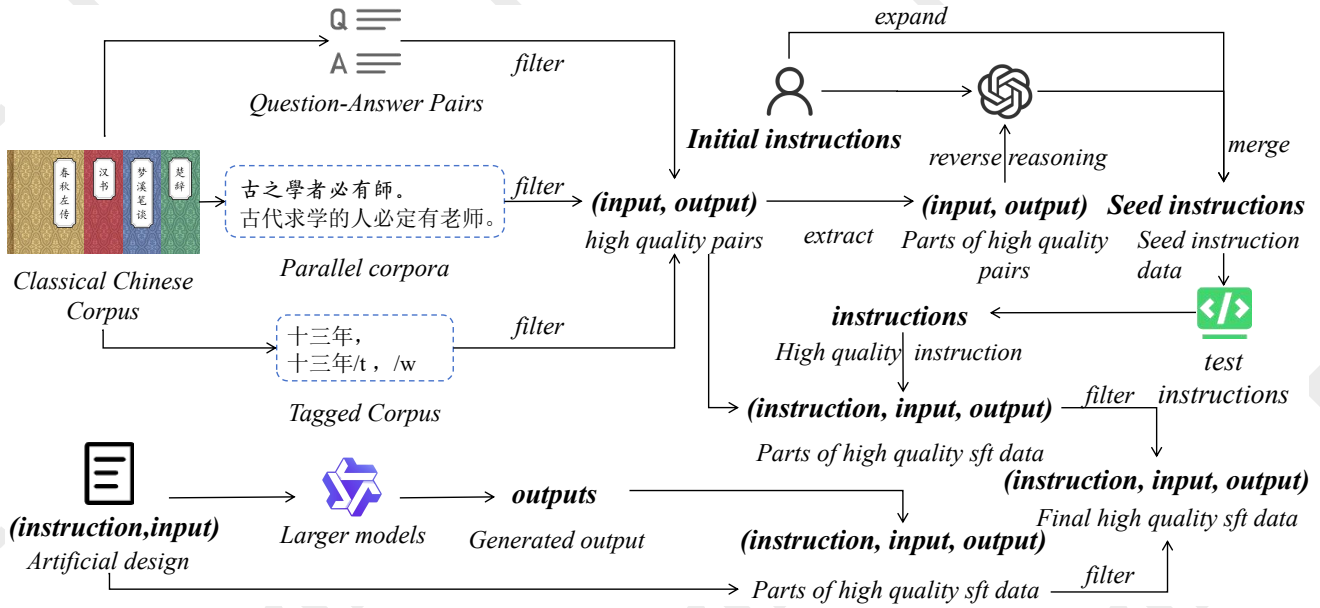 Q
A
Question-Answer Pairs
filter
expand
Initial instructions
reverse reasoning
merge
春秋左传
汉书
梦溪笔谈
楚辞
Classical Chinese
Corpus
古之學者必有師。
古代求学的人必定有老师。
Parallel corpora
filter
(input, output)
high quality pairs
extract
(input, output)
Parts of high quality
pairs
Seed instructions
Seed instruction
data
十三年,
十三年/t ，/w
Tagged Corpus
filter
instructions
High quality instruction
</>
test
instructions
(instruction, input, output)
Parts of high quality sft data
filter
(instruction,input)
Artificial design
Larger models
outputs
Generated output
(instruction, input, output)
Parts of high quality sft data
filter
(instruction, input, output)
Final high quality sft data